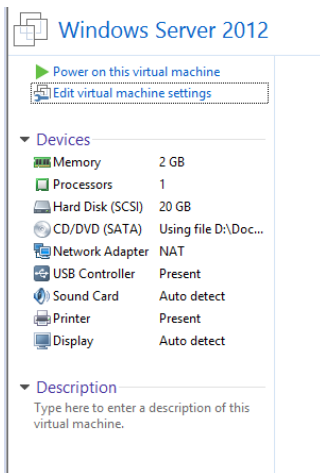 Windows Server 2012
Power on this virtual machine
Edit virtual machine settings
Devices
Memory 2 GB
Processors 1
Hard Disk (SCSI) 20 GB
CD/DVD (SATA) Using file D:\Doc...
Network Adapter NAT
USB Controller Present
Sound Card Auto detect
Printer Present
Display Auto detect
Description
Type here to enter a description of this
virtual machine.